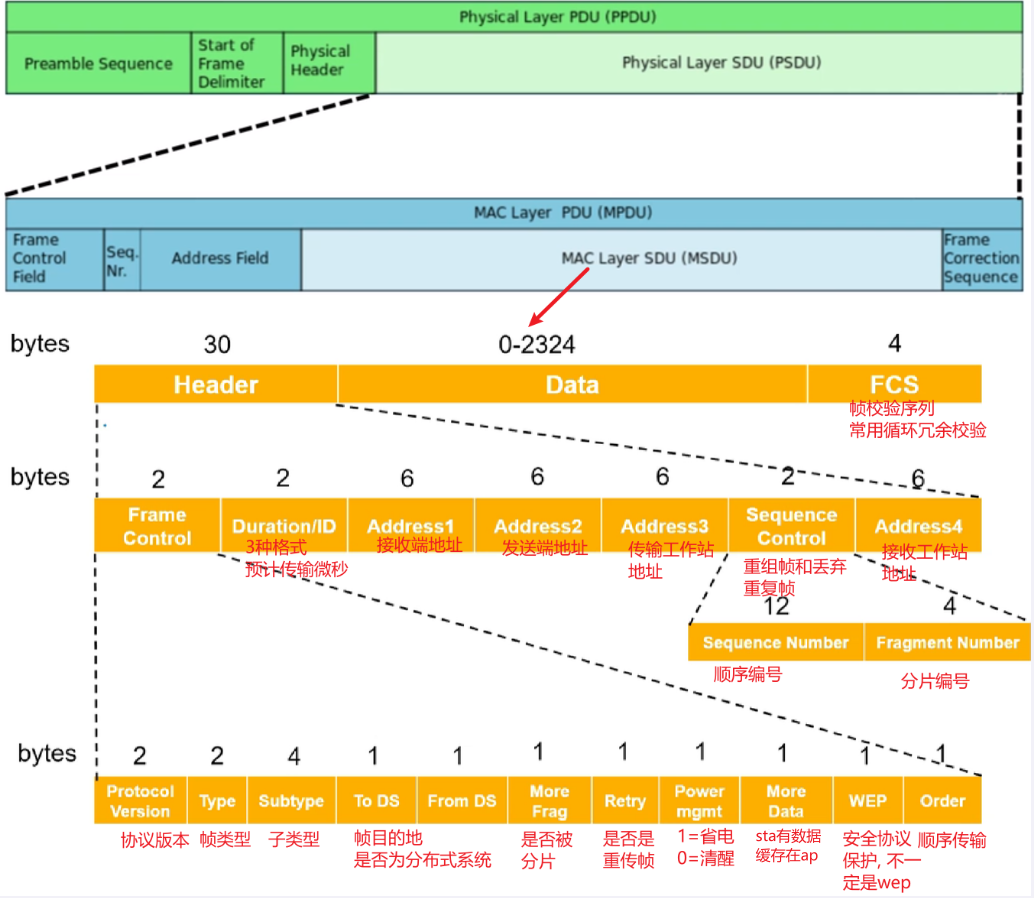 Physical Layer PDU (PPDU)
Preamble Sequence
Start of
Frame
Delimiter
Physical
Header
Physical Layer SDU (PSDU)
MAC Layer PDU (MPDU)
Frame
Control
Field
Seq.
Nr.
Address Field
MAC Layer SDU (MSDU)
Frame
Correction
Sequence
bytes 30 0-2324 4
Header Data FCS
帧校验序列
常用循环冗余校验
bytes 2 2 6 6 6 2 6
Frame
Control
Duration/ID
3种格式
预计传输微秒
Address1
接收端地址
Address2
发送端地址
Address3
传输工作站
地址
Sequence
Control
重组帧和丢弃
重复帧
Address4
接收工作站
地址
12 4
Sequence Number Fragment Number
顺序编号
分片编号
bytes 2 2 4 1 1 1 1 1 1 1 1
Protocol
Version
Type
Subtype
To DS
From DS
More
Frag
Retry
Power
mgmt
More
Data
WEP
Order
协议版本
帧类型
子类型
帧目的地
是否为分布式系统
是否被
分片
是否是
重传帧
1=省电
0=清醒
sta有数据
缓存在ap
安全协议
保护, 不一
定是wep
顺序传输